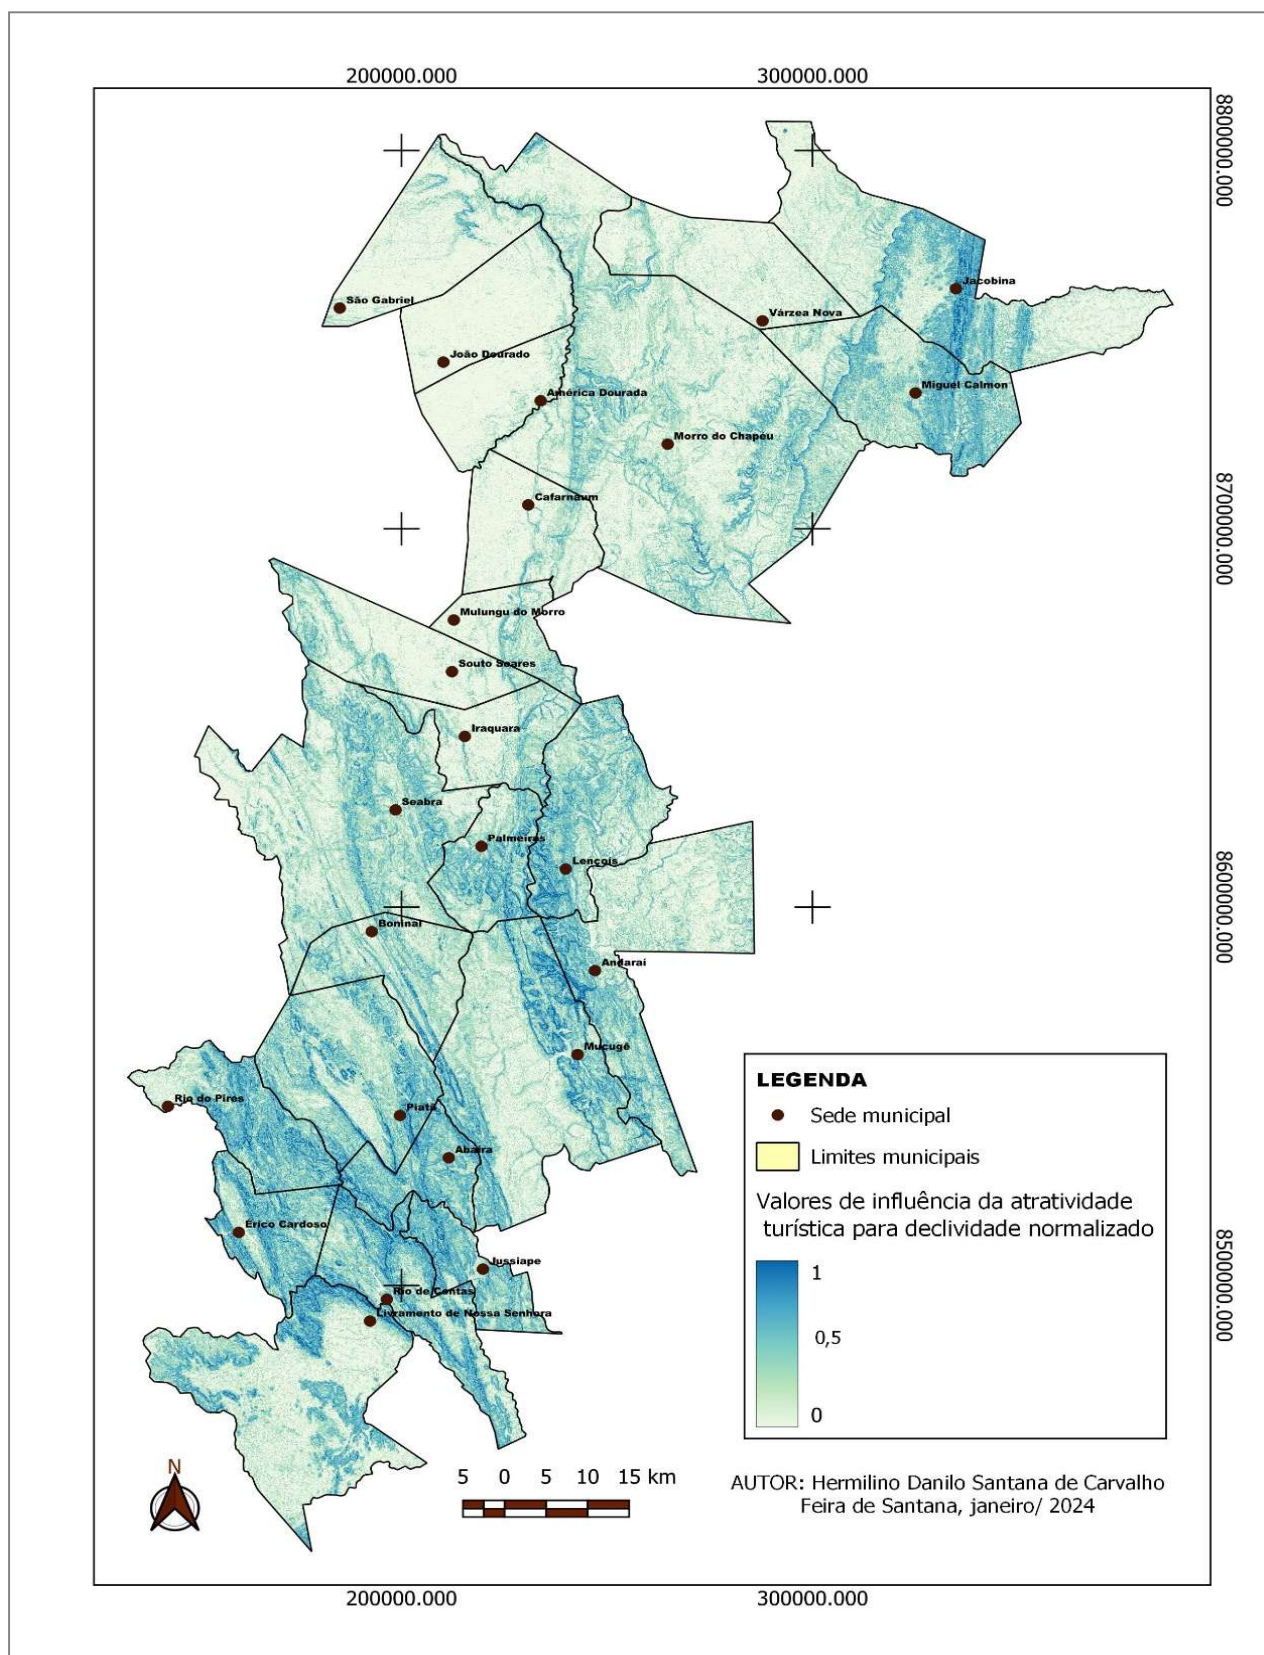 200000.000
300000.000
8800000.000
São Gabriel
Jacobina
Várzea Nova
João Dourado
Miguel Calmon
América Dourada
Morro do Chapéu
Cafarnaum
8700000.000
Mulungu do Morro
Souto Soares
Iraquara
Seabra
Palmeiras
Lençois
8600000.000
Boninal
Andaraí
Mucugê
Rio do Pires
Piatã
Abaíra
Érico Cardoso
Jussiape
Rio de Contas
Livramento de Nossa Senhora
8500000.000
LEGENDA
Sede municipal
Limites municipais
Valores de influência da atratividade
turística para declividade normalizado
1
0,5
0
N
5 0 5 10 15 km
AUTOR: Hermilino Danilo Santana de Carvalho
Feira de Santana, janeiro/ 2024
200000.000
300000.000